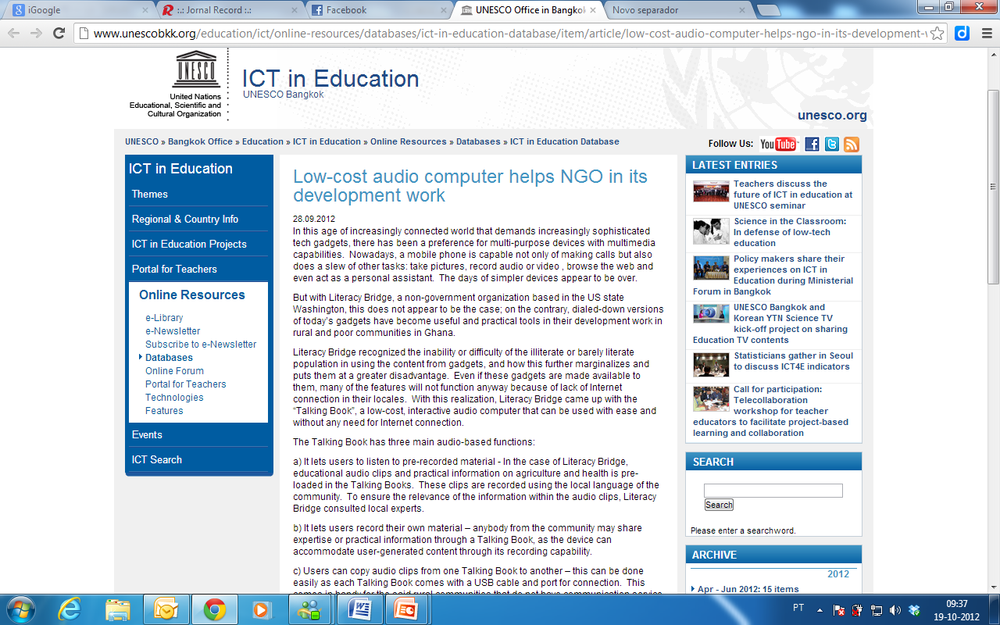 iGoogle
:.: Jornal Record :.:
Facebook
UNESCO Office in Bangko
Novo separador
www.unescobkk.org/education/ict/online-resources/databases/ict-in-education-database/item/article/low-cost-audio-computer-helps-ngo-in-its-development-
UNESCO
United Nations
Educational, Scientific and
Cultural Organization
ICT in Education
UNESCO Bangkok
unesco.org
UNESCO » Bangkok Office » Education » ICT in Education » Online Resources » Databases » ICT in Education Database
Follow Us:
YouTube
ICT in Education
Themes
Regional & Country Info
ICT in Education Projects
Portal for Teachers
Online Resources
e-Library
e-Newsletter
Subscribe to e-Newsletter
Databases
Online Forum
Portal for Teachers
Technologies
Features
Events
ICT Search
Low-cost audio computer helps NGO in its
development work
28.09.2012
In this age of increasingly connected world that demands increasingly sophisticated
tech gadgets, there has been a preference for multi-purpose devices with multimedia
capabilities.  Nowadays, a mobile phone is capable not only of making calls but also
does a slew of other tasks: take pictures, record audio or video , browse the web and
even act as a personal assistant.  The days of simpler devices appear to be over.
But with Literacy Bridge, a non-government organization based in the US state
Washington, this does not appear to be the case; on the contrary, dialed-down versions
of today's gadgets have become useful and practical tools in their development work in
rural and poor communities in Ghana.
Literacy Bridge recognized the inability or difficulty of the illiterate or barely literate
population in using the content from gadgets, and how this further marginalizes and
puts them at a greater disadvantage.  Even if these gadgets are made available to
them, many of the features will not function anyway because of lack of Internet
connection in their locales.  With this realization, Literacy Bridge came up with the
“Talking Book”, a low-cost, interactive audio computer that can be used with ease and
without any need for Internet connection.
The Talking Book has three main audio-based functions:
a) It lets users to listen to pre-recorded material - In the case of Literacy Bridge,
educational audio clips and practical information on agriculture and health is pre-
loaded in the Talking Books.  These clips are recorded using the local language of the
community.  To ensure the relevance of the information within the audio clips, Literacy
Bridge consulted local experts.
b) It lets users record their own material – anybody from the community may share
expertise or practical information through a Talking Book, as the device can
accommodate user-generated content through its recording capability.
c) Users can copy audio clips from one Talking Book to another – this can be done
easily as each Talking Book comes with a USB cable and port for connection.  This
comes in handy for the said rural communities that do not have communication service
LATEST ENTRIES
Teachers discuss the
future of ICT in education at
UNESCO seminar
Science in the Classroom:
In defense of low-tech
education
Policy makers share their
experiences on ICT in
Education during Ministerial
Forum in Bangkok
UNESCO Bangkok and
Korean YTN Science TV
kick-off project on sharing
Education TV contents
Statisticians gather in Seoul
to discuss ICT4E indicators
Call for participation:
Telecollaboration
workshop for teacher
educators to facilitate project-based
learning and collaboration
SEARCH
Search
Please enter a searchword.
ARCHIVE
2012
Apr - Jun 2012: 15 items
PT
09:37
19-10-2012